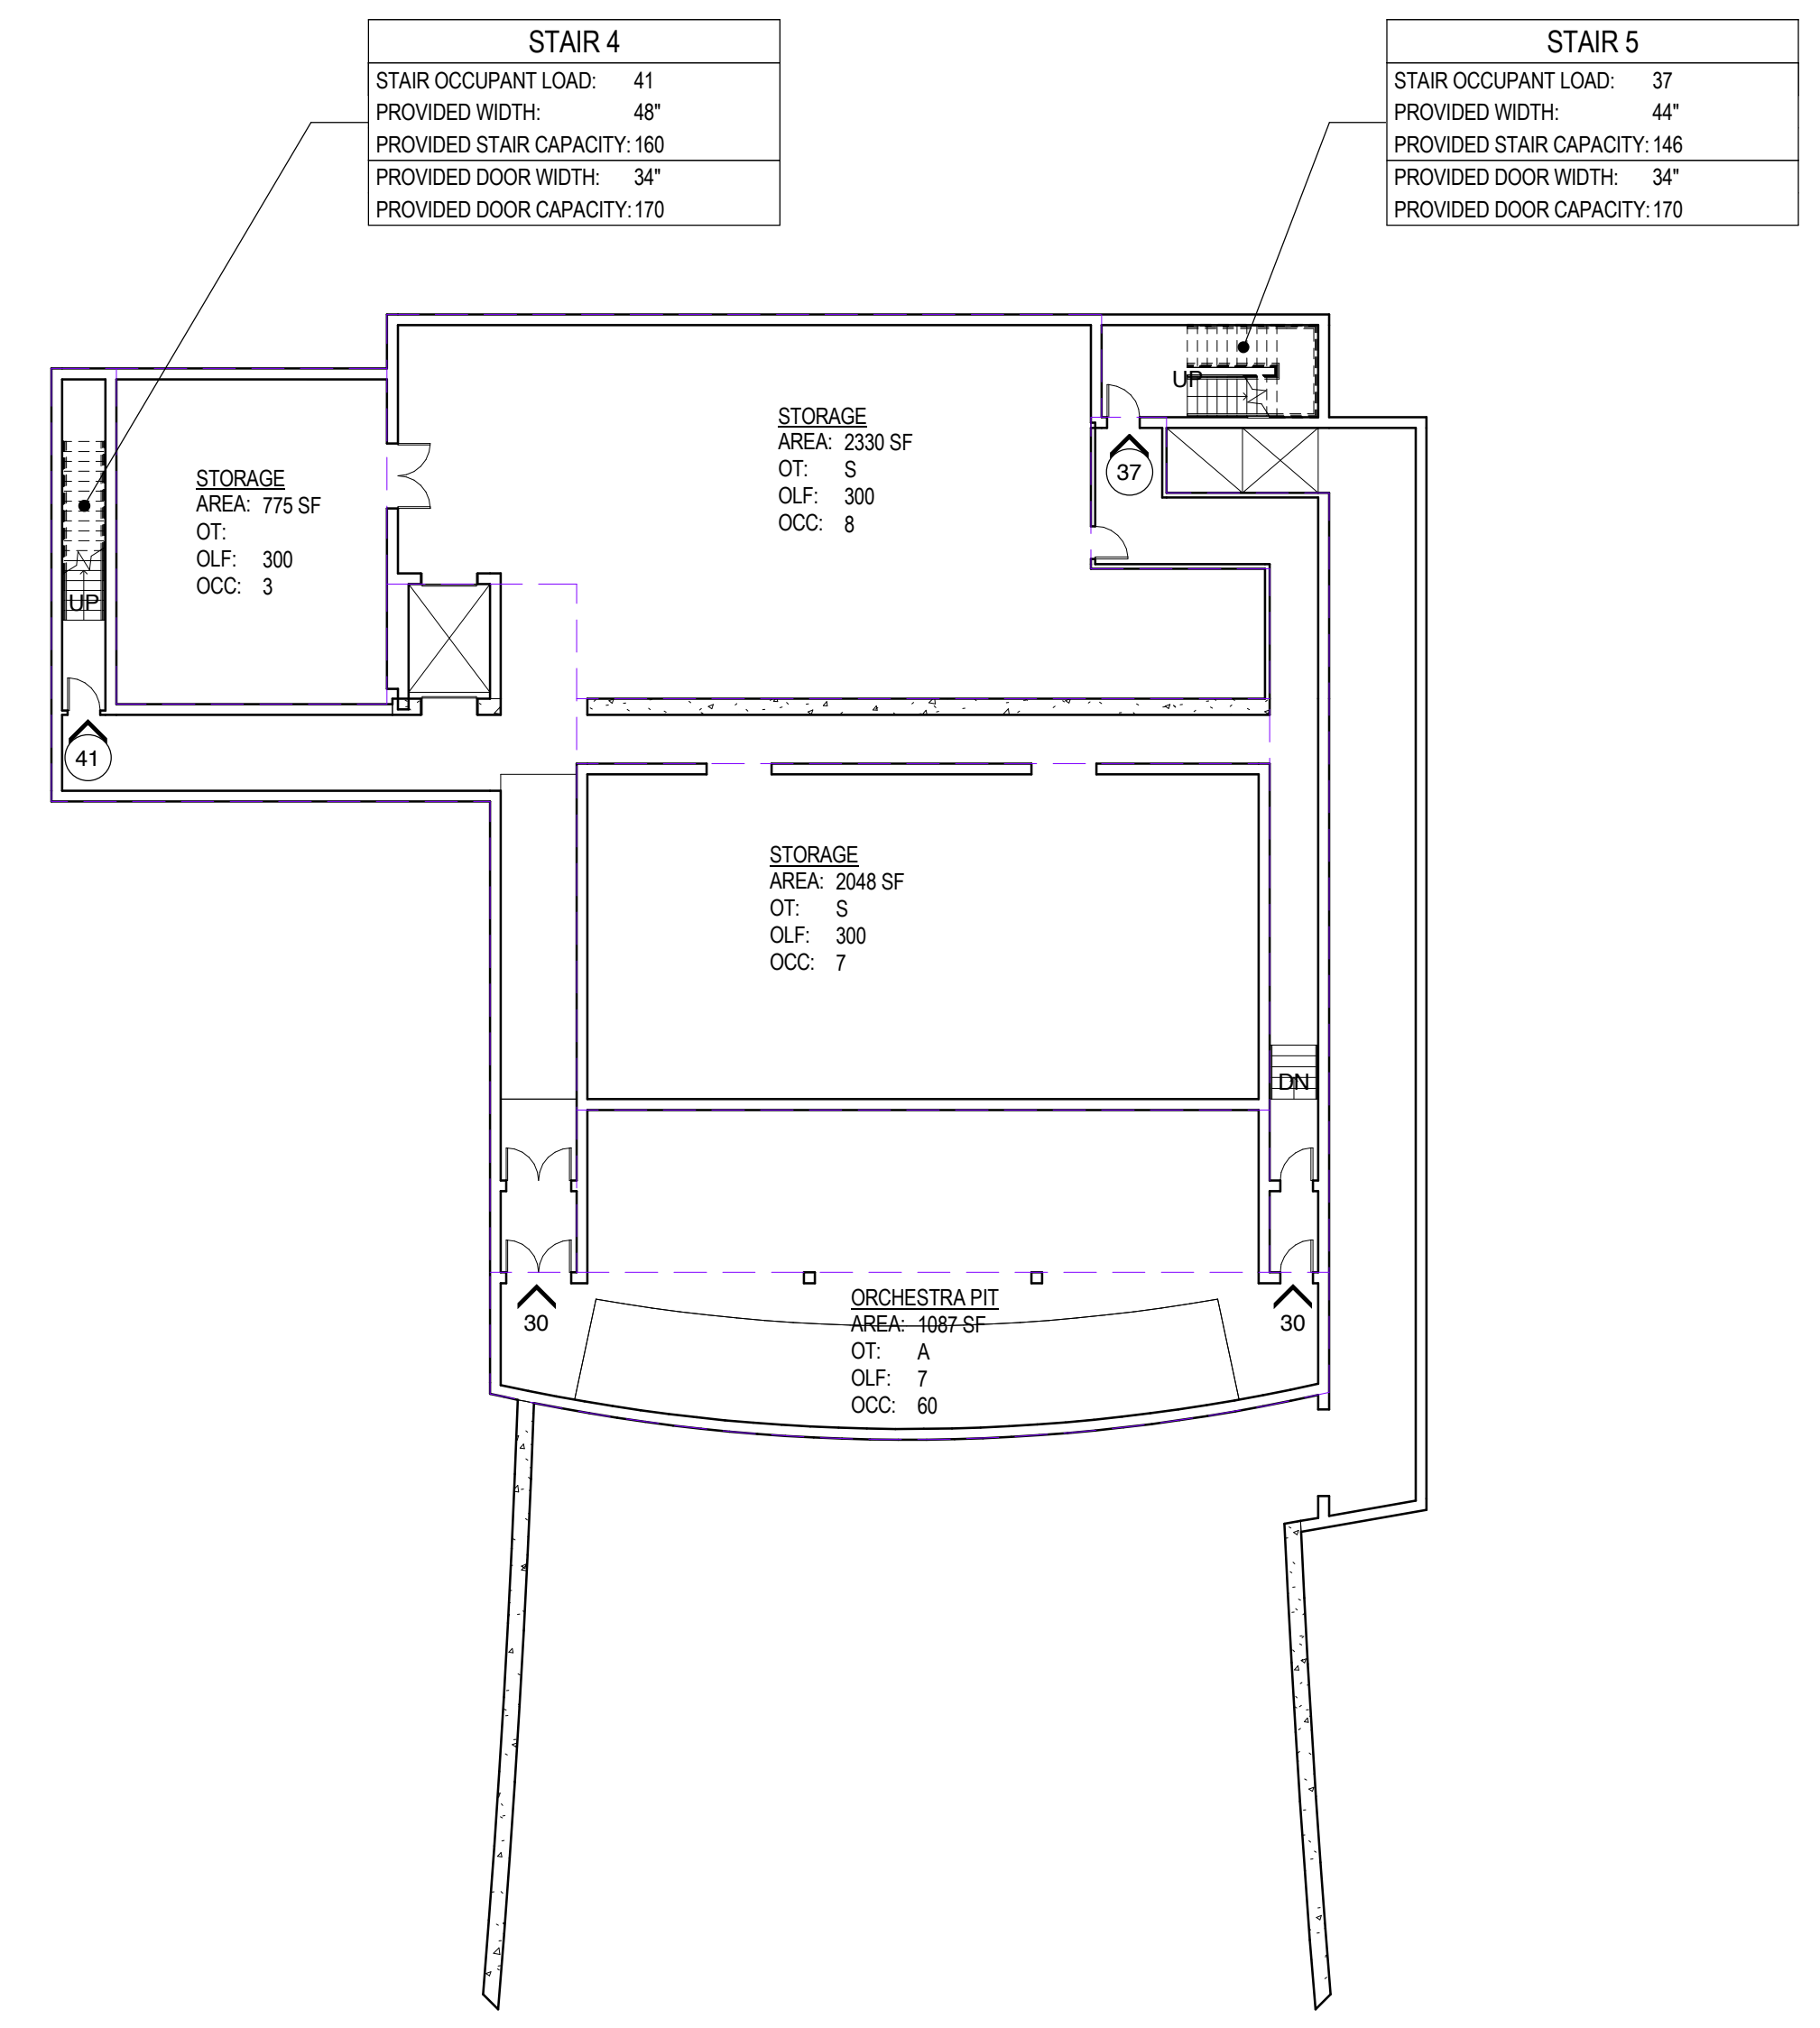 STAIR 4
STAIR OCCUPANT LOAD: 41
PROVIDED WIDTH: 48"
PROVIDED STAIR CAPACITY: 160
PROVIDED DOOR WIDTH: 34"
PROVIDED DOOR CAPACITY: 170
STAIR 5
STAIR OCCUPANT LOAD: 37
PROVIDED WIDTH: 44"
PROVIDED STAIR CAPACITY: 146
PROVIDED DOOR WIDTH: 34"
PROVIDED DOOR CAPACITY: 170
UP
STORAGE
AREA: 2330 SF
OT: S
OLF: 300
OCC: 8
37
STORAGE
AREA: 775 SF
OT:
OLF: 300
OCC: 3
UP
41
STORAGE
AREA: 2048 SF
OT: S
OLF: 300
OCC: 7
DN
30
ORCHESTRA PIT
AREA: 1087 SF
OT: A
OLF: 7
OCC: 60
30